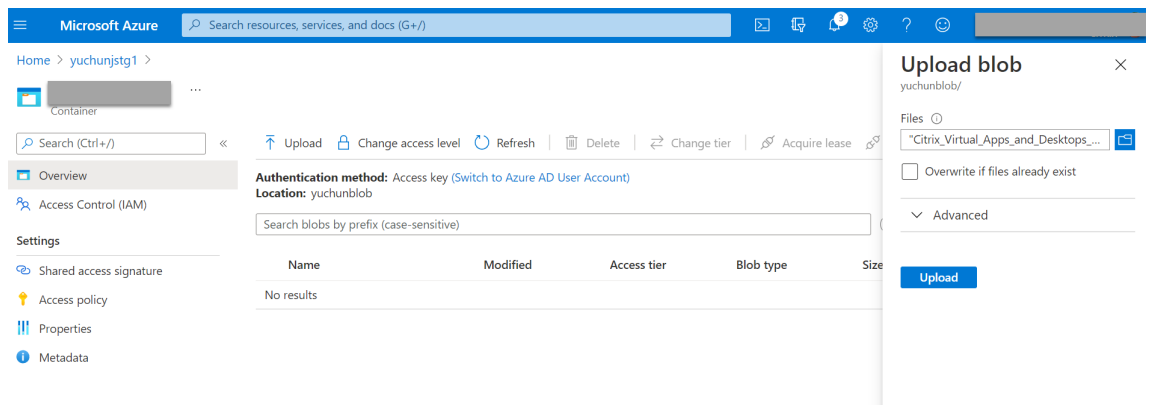 Microsoft Azure
Search resources, services, and docs (G+/)
3
Home > yuchunjstg1 >
...
Container
Search (Ctrl+/)
«
Overview
Access Control (IAM)
Settings
Shared access signature
Access policy
Properties
Metadata
Upload
Change access level
Refresh
Delete
Change tier
Acquire lease
Authentication method: Access key (Switch to Azure AD User Account)
Location: yuchunblob
Search blobs by prefix (case-sensitive)
Name Modified Access tier Blob type Size
No results
Upload blob
yuchunblob/
Files
"Citrix_Virtual_Apps_and_Desktops_...
Overwrite if files already exist
Advanced
Upload